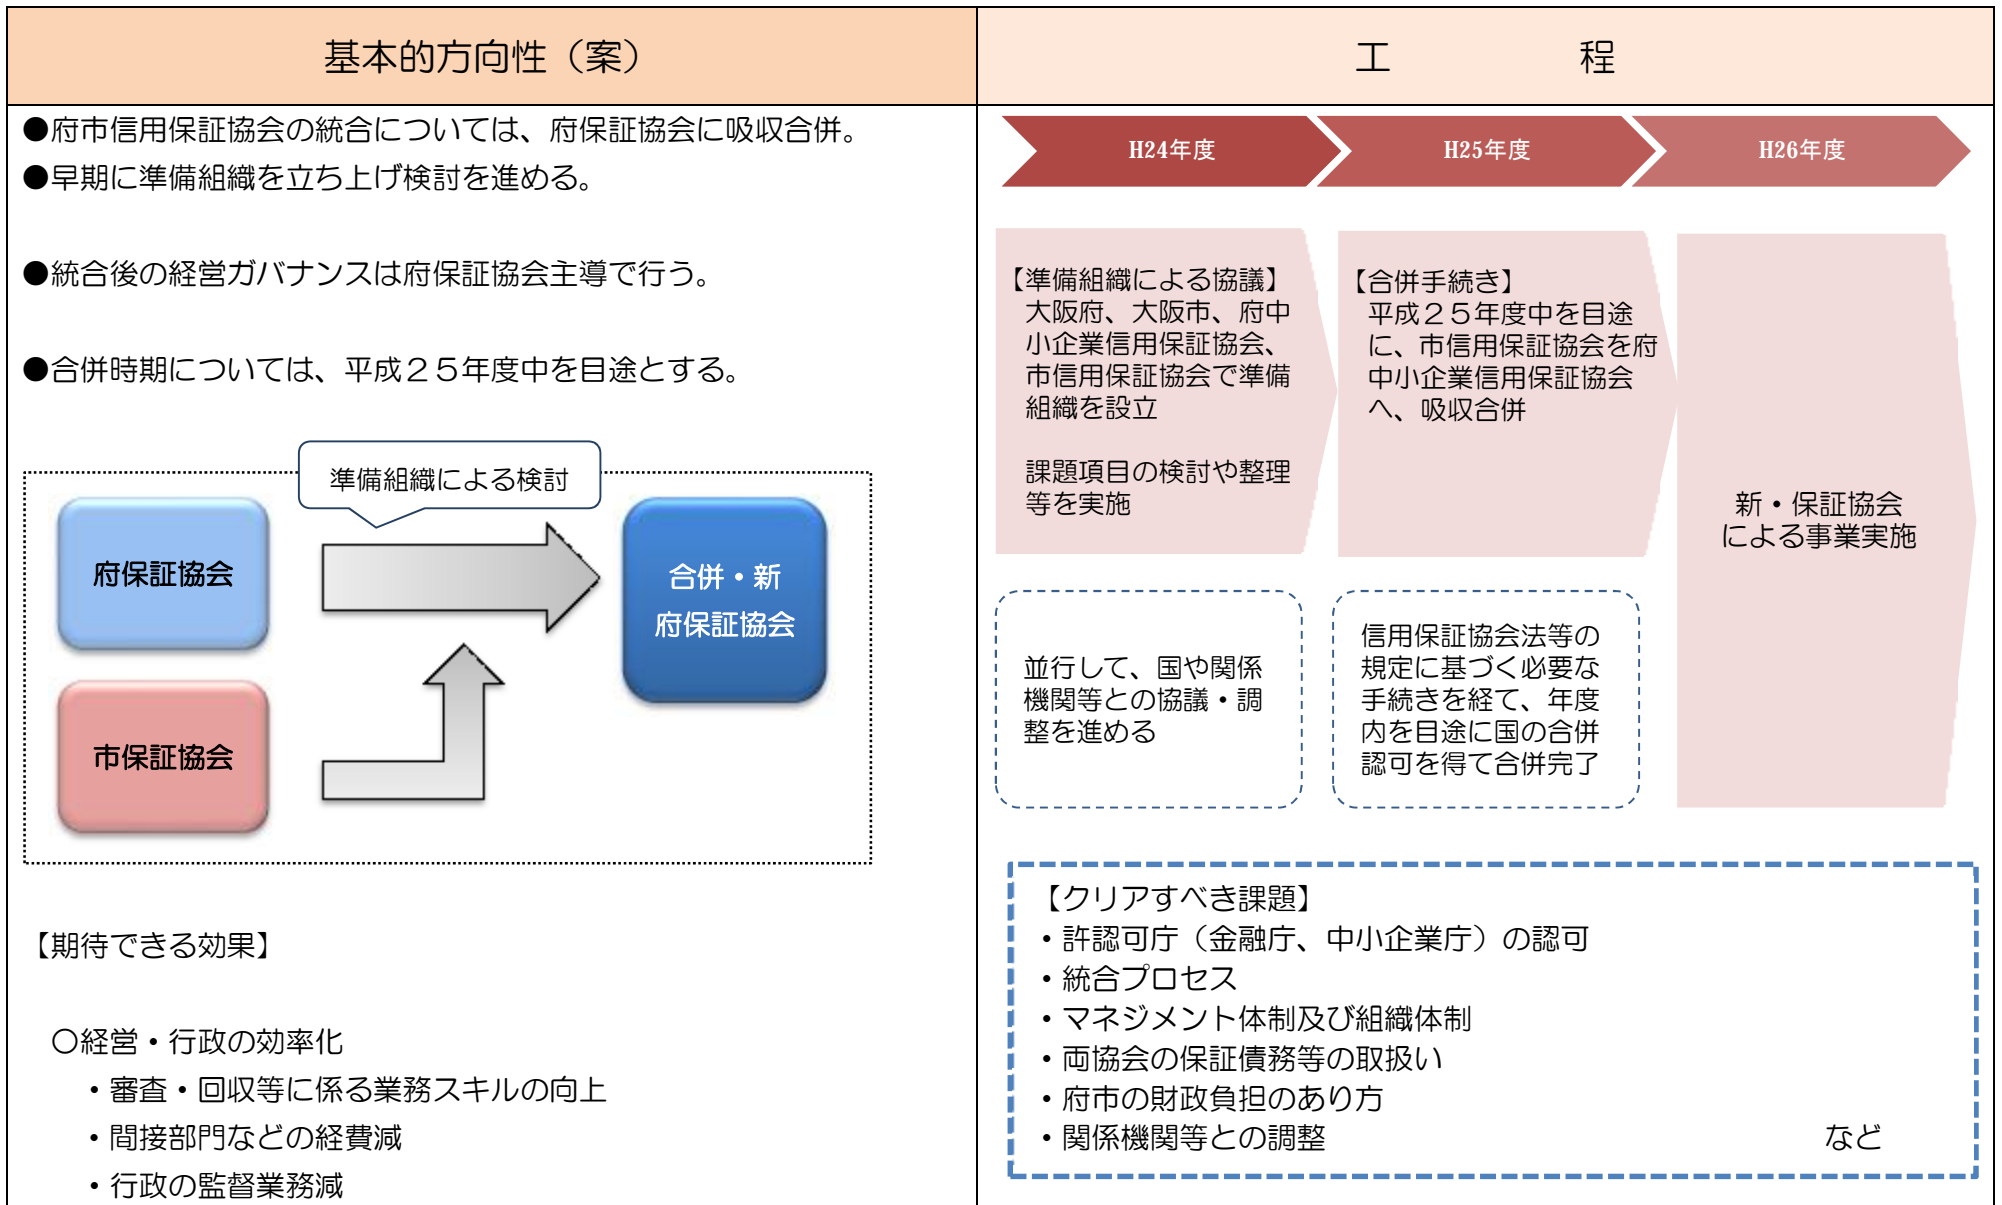 基本的方向性（案）
●府市信用保証協会の統合については、府保証協会に吸収合併。
●早期に準備組織を立ち上げ検討を進める。
●統合後の経営ガバナンスは府保証協会主導で行う。
●合併時期については、平成２５年度中を目途とする。
準備組織による検討
府保証協会
市保証協会
合併・新
府保証協会
【期待できる効果】
〇経営・行政の効率化
・審査・回収等に係る業務スキルの向上
・間接部門などの経費減
・行政の監督業務減
工　程
H24年度
H25年度
H26年度
【準備組織による協議】
大阪府、大阪市、府中
小企業信用保証協会、
市信用保証協会で準備
組織を設立
課題項目の検討や整理
等を実施
【合併手続き】
平成２５年度中を目途
に、市信用保証協会を府
中小企業信用保証協会
へ、吸収合併
新・保証協会
による事業実施
並行して、国や関係
機関等との協議・調
整を進める
信用保証協会法等の
規定に基づく必要な
手続きを経て、年度
内を目途に国の合併
認可を得て合併完了
【クリアすべき課題】
・許認可庁（金融庁、中小企業庁）の認可
・統合プロセス
・マネジメント体制及び組織体制
・両協会の保証債務等の取扱い
・府市の財政負担のあり方
・関係機関等との調整　など